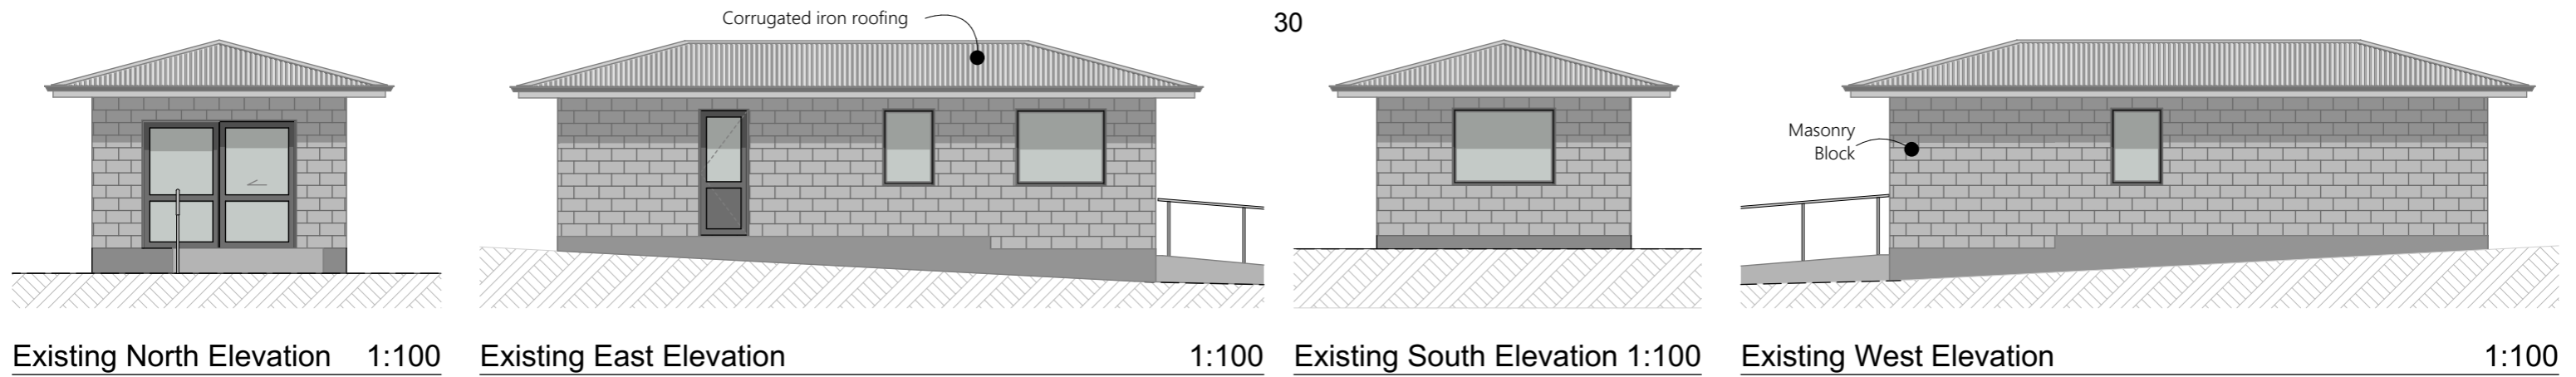 Corrugated iron roofing
30
Masonry
Block
Existing North Elevation 1:100
Existing East Elevation 1:100
Existing South Elevation 1:100
Existing West Elevation 1:100